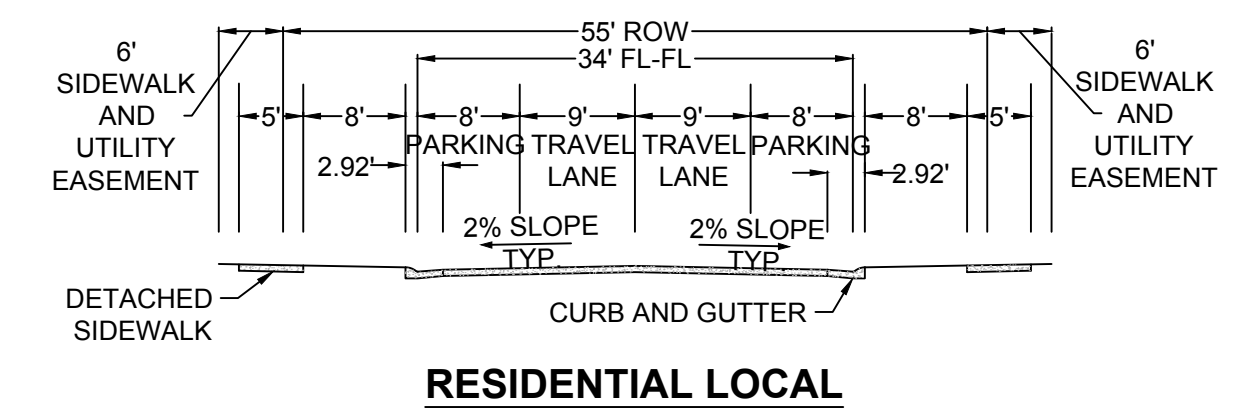 55' ROW
34' FL-FL
6'
SIDEWALK
AND
UTILITY
EASEMENT
5'
8'
8'
9'
9'
8'
8'
5'
6'
SIDEWALK
AND
UTILITY
EASEMENT
PARKING
TRAVEL
LANE
TRAVEL
LANE
PARKING
2.92'
2.92'
2% SLOPE
TYP.
2% SLOPE
TYP
DETACHED
SIDEWALK
CURB AND GUTTER
RESIDENTIAL LOCAL